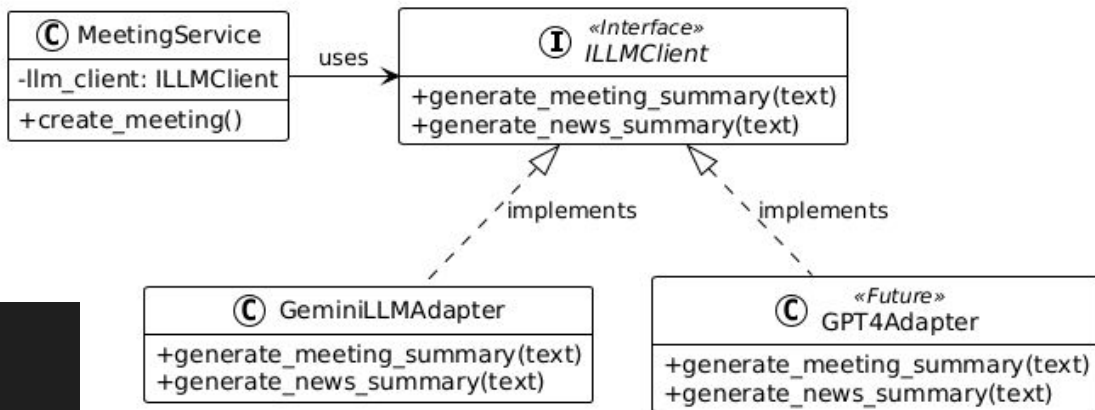 C MeetingService
-llm_client: ILLMClient
+create_meeting()
uses
«Interface»
I ILLMClient
+generate_meeting_summary(text)
+generate_news_summary(text)
implements
implements
C GeminiLLMAdapter
+generate_meeting_summary(text)
+generate_news_summary(text)
«Future»
C GPT4Adapter
+generate_meeting_summary(text)
+generate_news_summary(text)